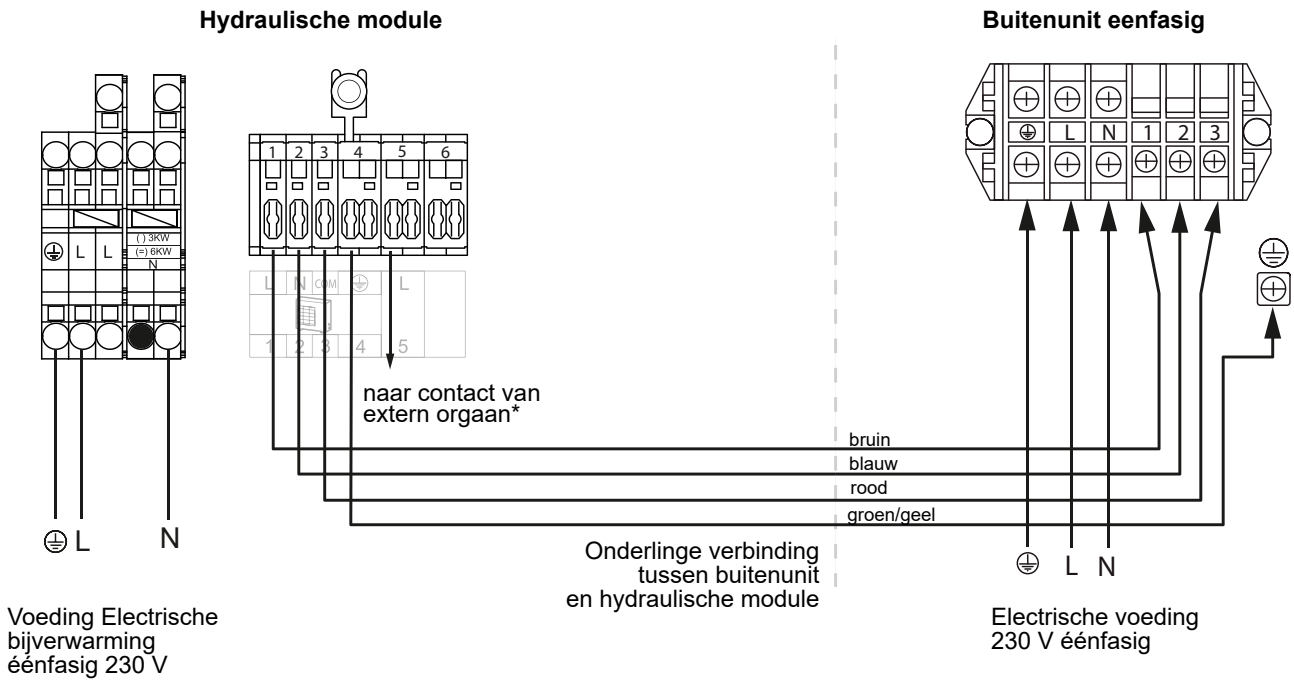 Hydraulische module
Buitenunit eenfasig
1 2 3 4 5 6
L N 1 2 3
L L
( ) 3KW
(=) 6KW
N
L N COM L
1 2 3 4 5
naar contact van
extern orgaan*
bruin
blauw
rood
groen/geel
L N
L N
Onderlinge verbinding
tussen buitenunit
en hydraulische module
Voeding Electrische
bijverwarming
éénfasig 230 V
Electrische voeding
230 V éénfasig